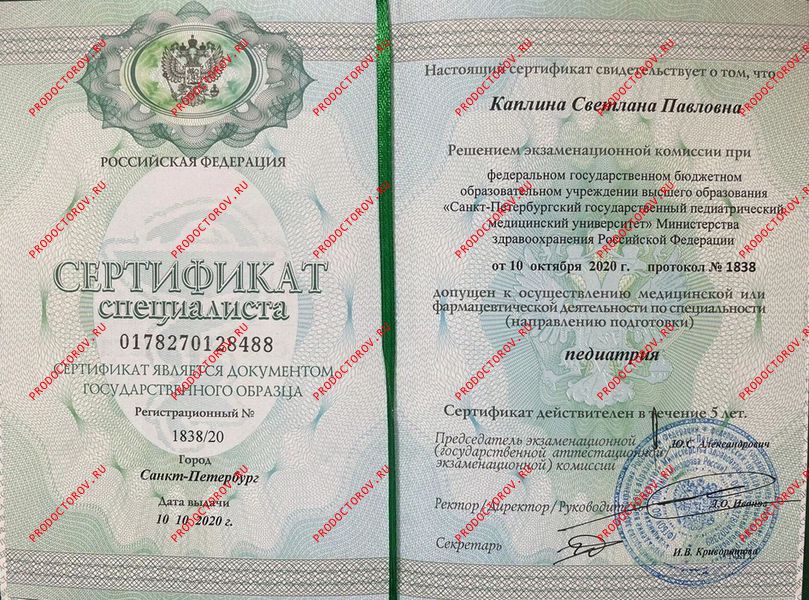 РОССИЙСКАЯ ФЕДЕРАЦИЯ
СЕРТИФИКАТ
специалиста
0178270128488
СЕРТИФИКАТ ЯВЛЯЕТСЯ ДОКУМЕНТОМ
ГОСУДАРСТВЕННОГО ОБРАЗЦА
Регистрационный №
1838/20
Город
Санкт-Петербург
Дата выдачи
10 10 2020 г.
Настоящий сертификат свидетельствует о том, что
Каплина Светлана Павловна
Решением экзаменационной комиссии при
федеральном государственном бюджетном
образовательном учреждении высшего образования
«Санкт-Петербургский государственный педиатрический
медицинский университет» Министерства
здравоохранения Российской Федерации
от 10 октября 2020 г. протокол № 1838
допущен к осуществлению медицинской или
фармацевтической деятельности по специальности
(направлению подготовки)
педиатрия
Сертификат действителен в течение 5 лет.
Председатель экзаменационной
(государственной аттестационной
экзаменационной) комиссии
Ю.С. Александрович
Ректор/Директор/Руководитель
Д.О. Иванов
Секретарь
И.В. Криворотова
PRODOCTOROV.RU